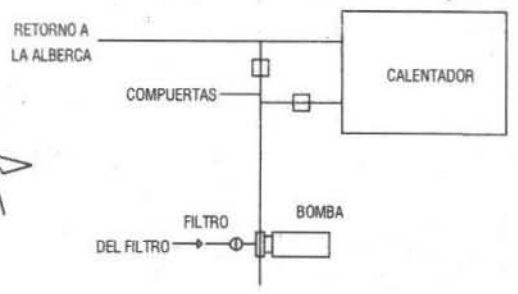 RETORNO A
LA ALBERCA
CALENTADOR
COMPUERTAS
FILTRO
BOMBA
DEL FILTRO